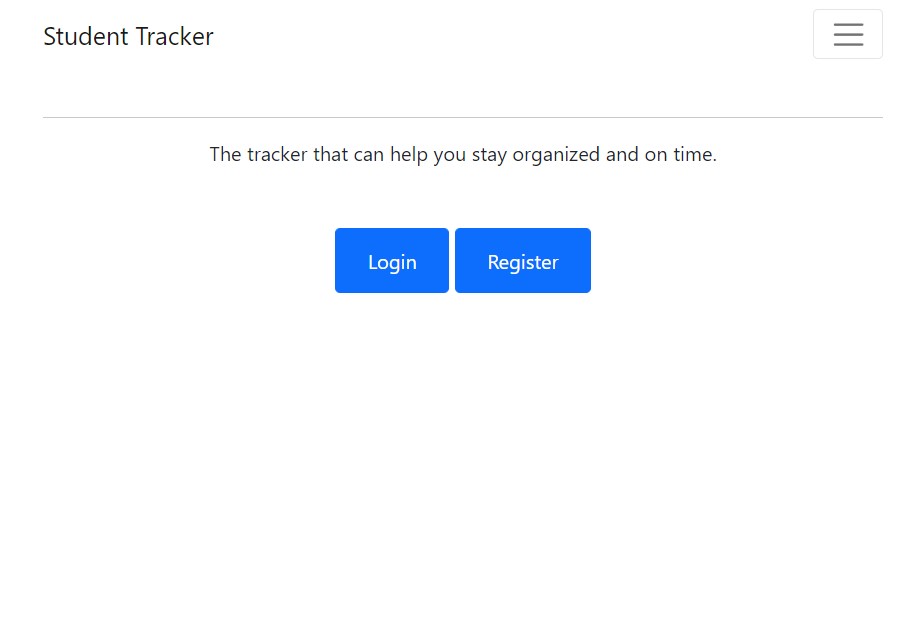 Student Tracker
The tracker that can help you stay organized and on time.
Login Register